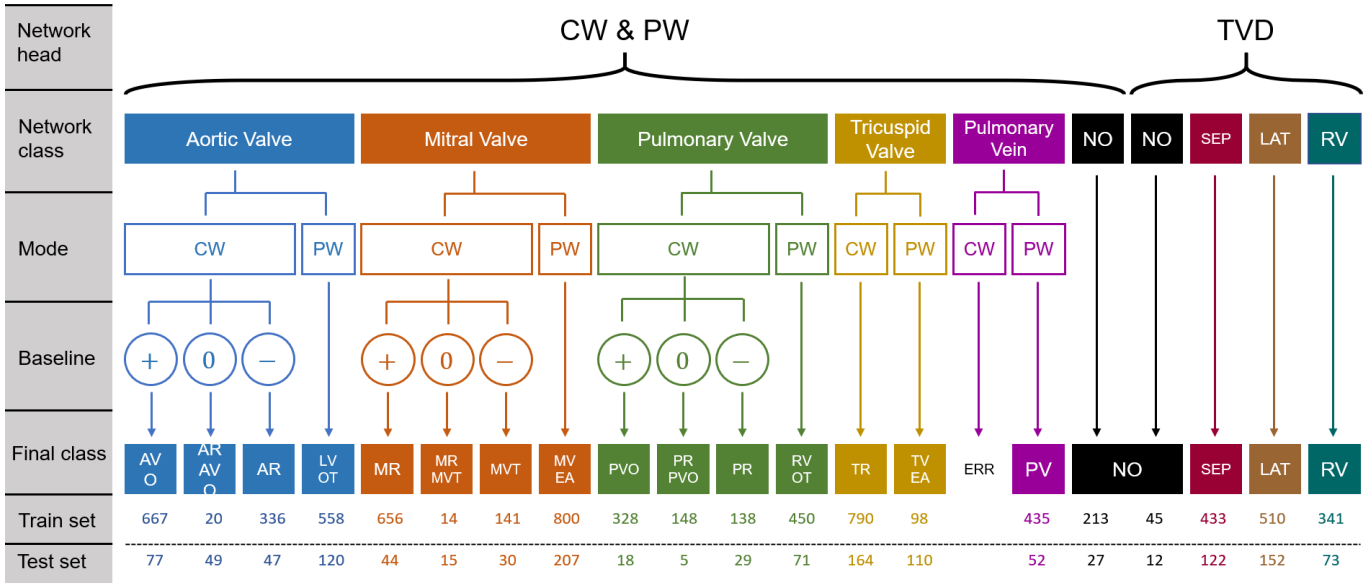 Network
head
CW & PW
TVD
Network
class
Aortic Valve
Mitral Valve
Pulmonary Valve
Tricuspid
Valve
Pulmonary
Vein
NO
NO
SEP
LAT
RV
Mode
CW
PW
CW
PW
CW
PW
CW
PW
CW
PW
Baseline
+
0
−
+
0
−
+
0
−
Final class
AV
O
AR
AV
O
AR
LV
OT
MR
MR
MVT
MVT
MV
EA
PVO
PR
PVO
PR
RV
OT
TR
TV
EA
ERR
PV
NO
SEP
LAT
RV
Train set
667
20
336
558
656
14
141
800
328
148
138
450
790
98
435
213
45
433
510
341
Test set
77
49
47
120
44
15
30
207
18
5
29
71
164
110
52
27
12
122
152
73